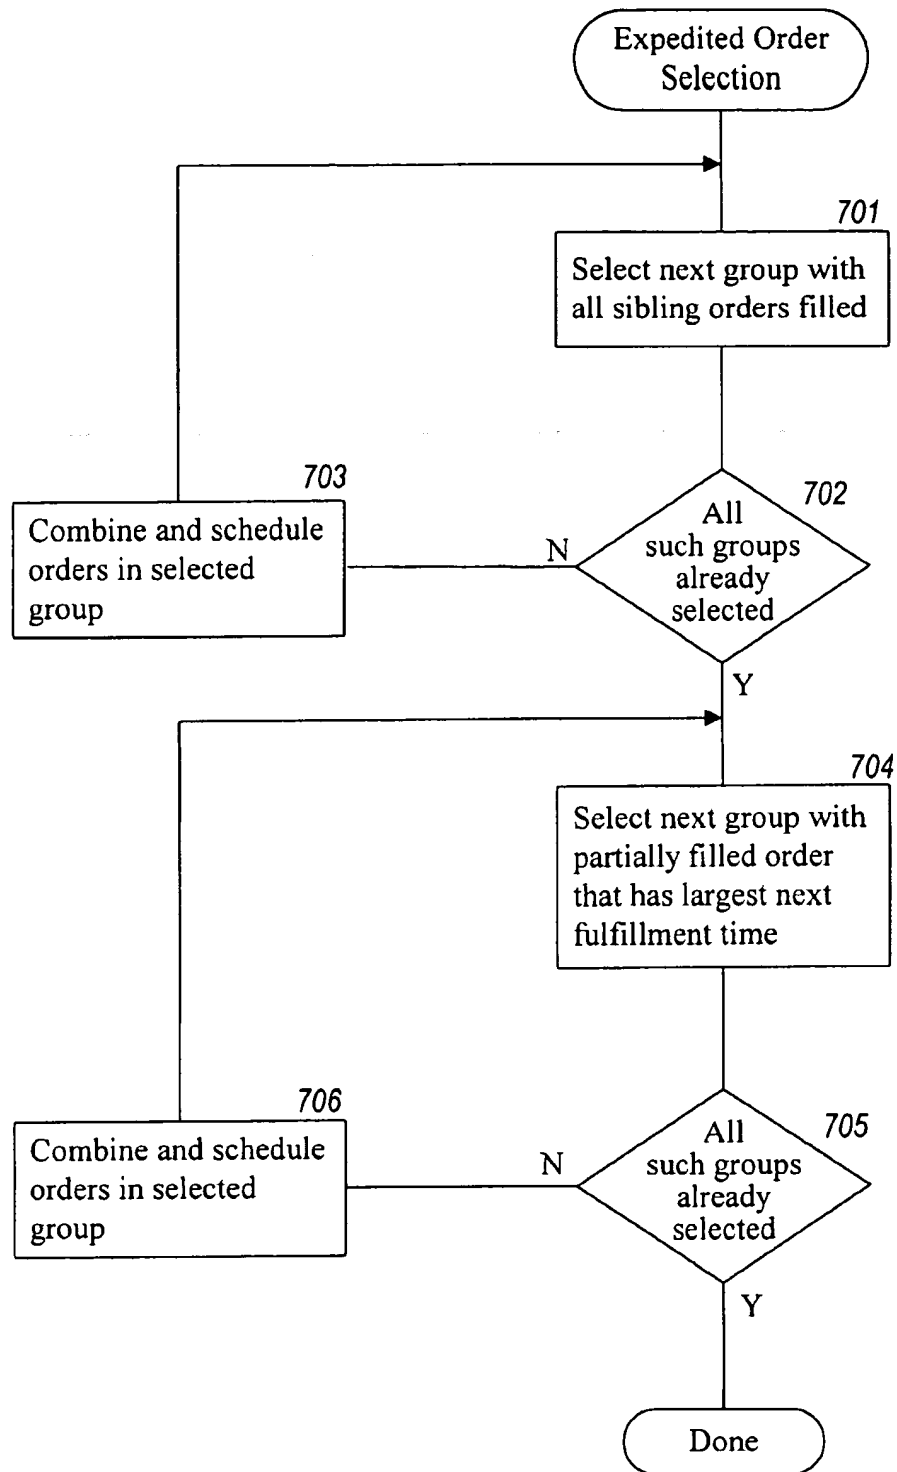 Expedited Order
Selection
701
Select next group with
all sibling orders filled
703
702
Combine and schedule
orders in selected
group
N
All
such groups
already
selected
Y
704
Select next group with
partially filled order
that has largest next
fulfillment time
706
705
Combine and schedule
orders in selected
group
N
All
such groups
already
selected
Y
Done